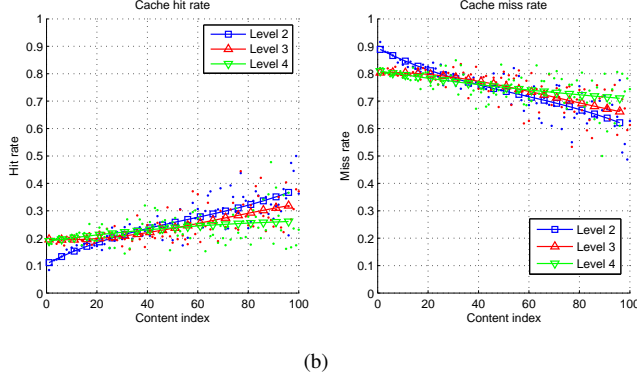 Cache hit rate
1
0.9
0.8
0.7
0.6
0.5
0.4
0.3
0.2
0.1
0
Hit rate
Level 2
Level 3
Level 4
0 20 40 60 80 100
Content index
Cache miss rate
1
0.9
0.8
0.7
0.6
0.5
0.4
0.3
0.2
0.1
0
Miss rate
Level 2
Level 3
Level 4
0 20 40 60 80 100
Content index
(b)